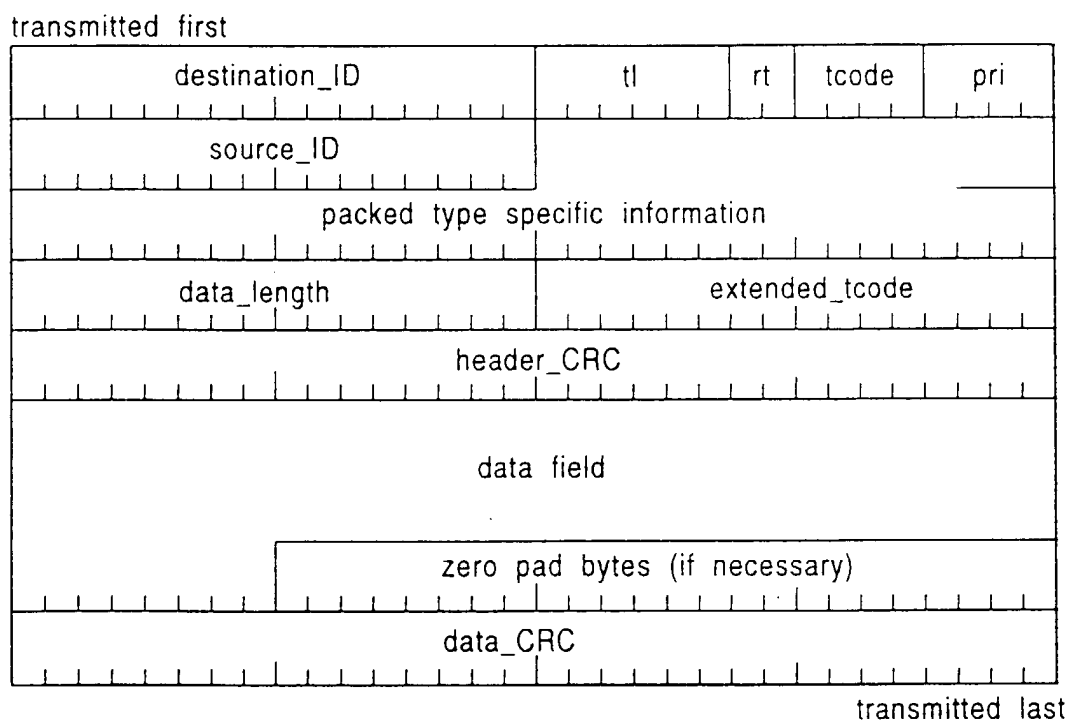 transmitted first
destination_ID tl rt tcode pri
source_ID
packed type specific information
data_length extended_tcode
header_CRC
data field
zero pad bytes (if necessary)
data_CRC
transmitted last